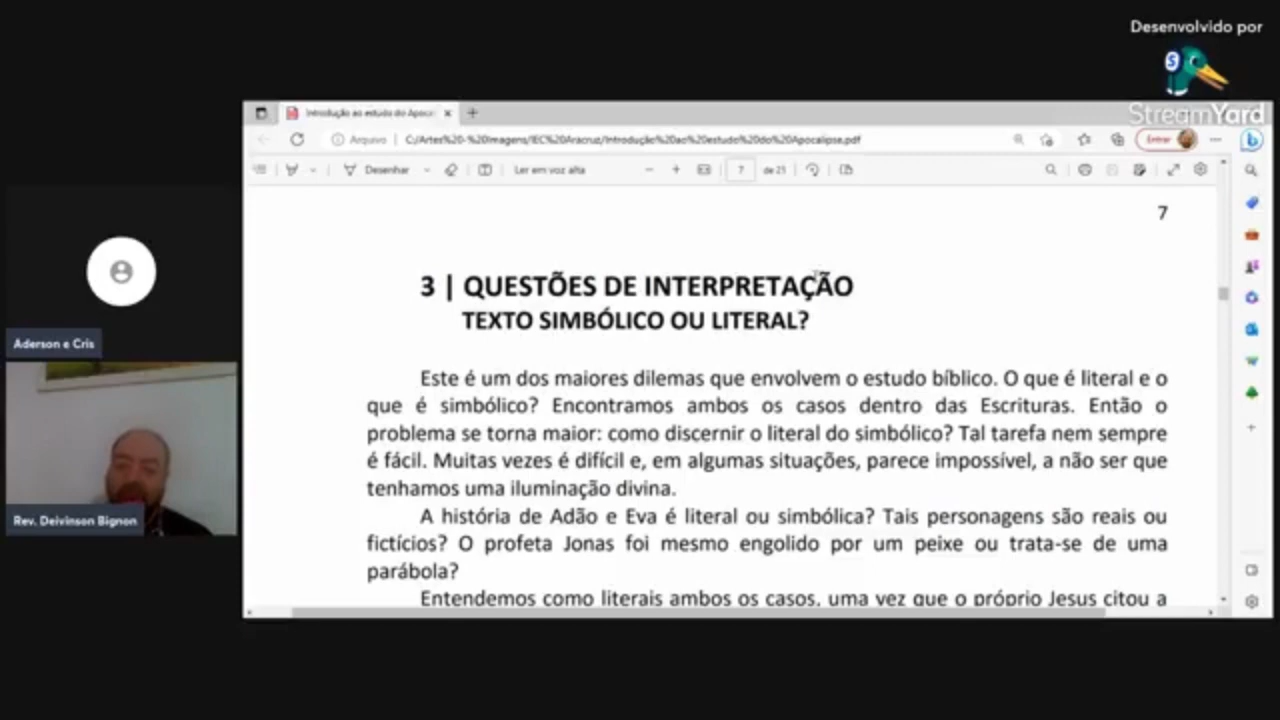 Desenvolvido por
StreamYard
Introdução ao estudo do Apoca
Arquivo
C:/Artes%20-%20Imagens/IEC%20Aracruz/Introdução%20ao%20estudo%20do%20Apocalipse.pdf
Entrar
Desenhar
Ler em voz alta
7
de 23
7
3 | QUESTÕES DE INTERPRETAÇÃO
TEXTO SIMBÓLICO OU LITERAL?
Este é um dos maiores dilemas que envolvem o estudo bíblico. O que é literal e o
que é simbólico? Encontramos ambos os casos dentro das Escrituras. Então o
problema se torna maior: como discernir o literal do simbólico? Tal tarefa nem sempre
é fácil. Muitas vezes é difícil e, em algumas situações, parece impossível, a não ser que
tenhamos uma iluminação divina.
A história de Adão e Eva é literal ou simbólica? Tais personagens são reais ou
fictícios? O profeta Jonas foi mesmo engolido por um peixe ou trata-se de uma
parábola?
Entendemos como literais ambos os casos, uma vez que o próprio Jesus citou a
Aderson e Cris
Rev. Deivinson Bignon